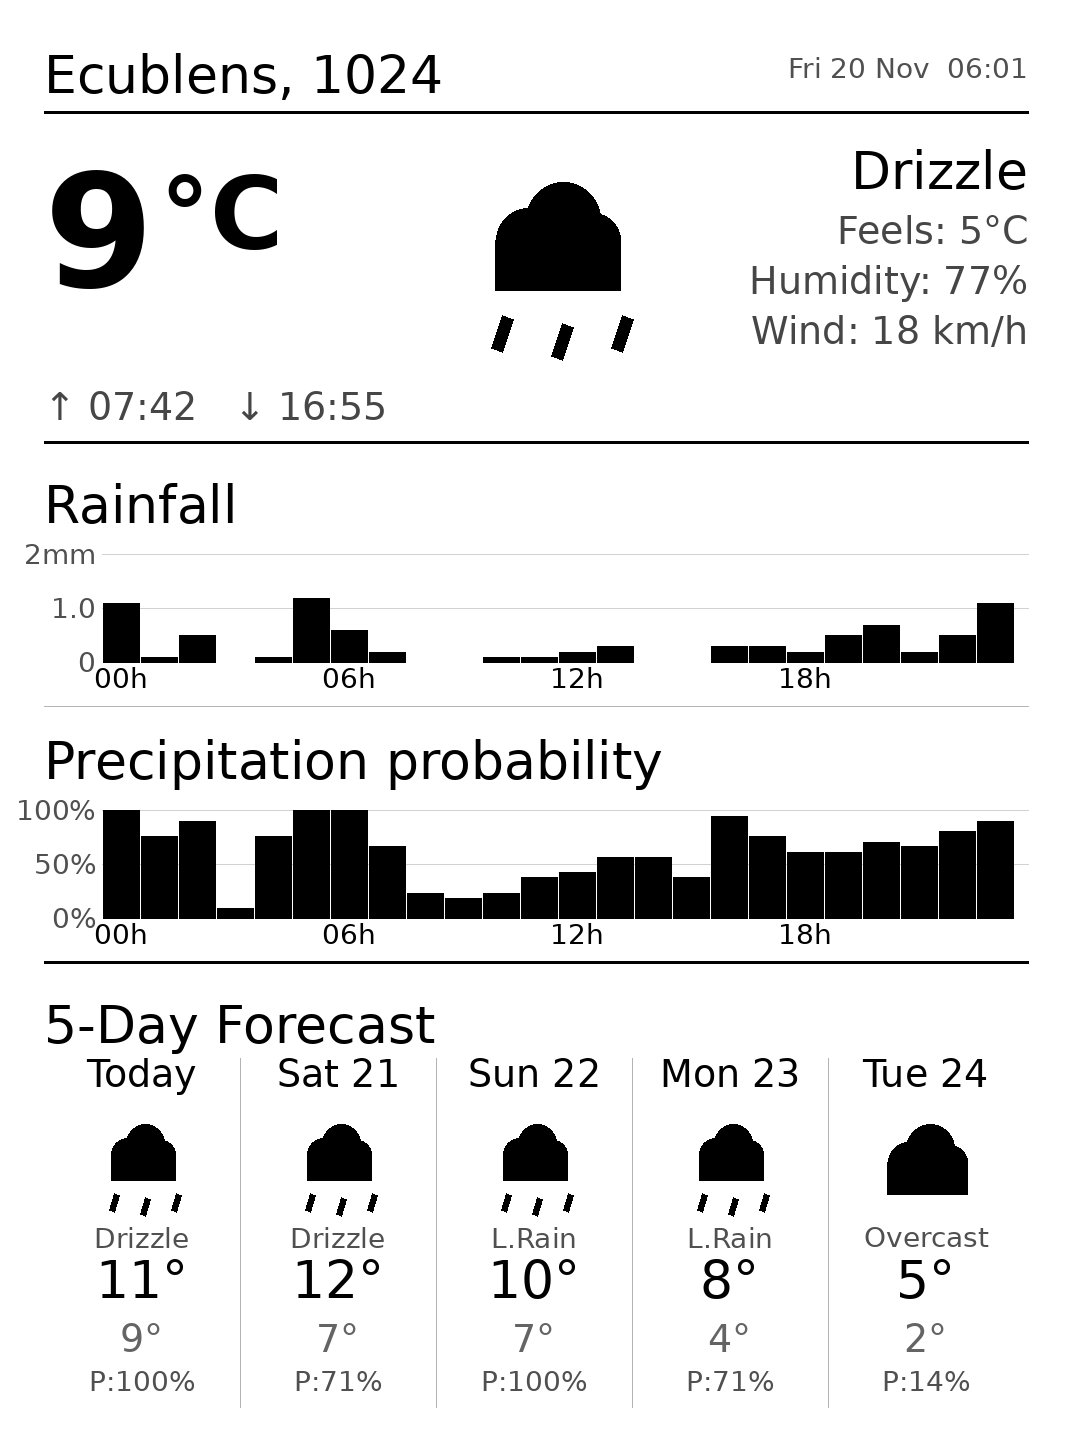 Ecublens, 1024
Fri 20 Nov  06:01
9°C
Drizzle
Feels: 5°C
Humidity: 77%
Wind: 18 km/h
↑ 07:42   ↓ 16:55
Rainfall
2mm
1.0
0
00h 06h 12h 18h
Precipitation probability
100%
50%
0%
00h 06h 12h 18h
5-Day Forecast
Today Sat 21 Sun 22 Mon 23 Tue 24
Drizzle Drizzle L.Rain L.Rain Overcast
11° 12° 10° 8° 5°
9° 7° 7° 4° 2°
P:100% P:71% P:100% P:71% P:14%